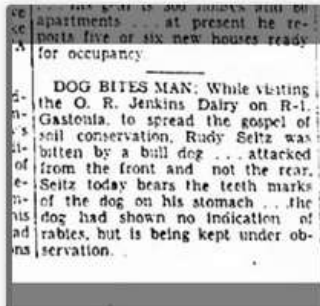 apartments ... at present he re-
ports five or six new houses ready
for occupancy.
DOG BITES MAN: While visiting
the O. R. Jenkins Dairy on R-1,
Gastonia, to spread the gospel of
soil conservation, Rudy Seitz was
bitten by a bull dog ... attacked
from the front and not the rear.
Seitz today bears the teeth marks
of the dog on his stomach ... the
dog had shown no indication of
rabies, but is being kept under ob-
servation.